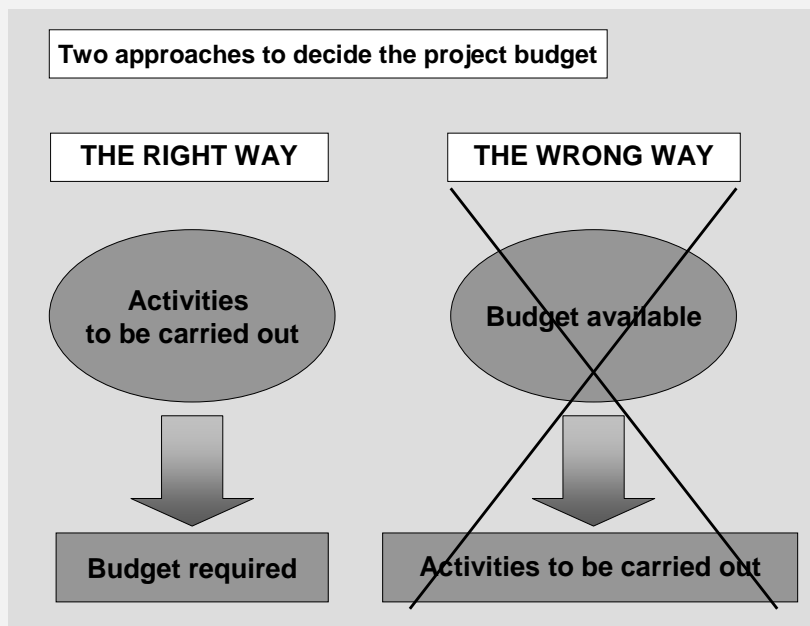 Two approaches to decide the project budget
THE RIGHT WAY
THE WRONG WAY
Activities
to be carried out
Budget available
Budget required
Activities to be carried out